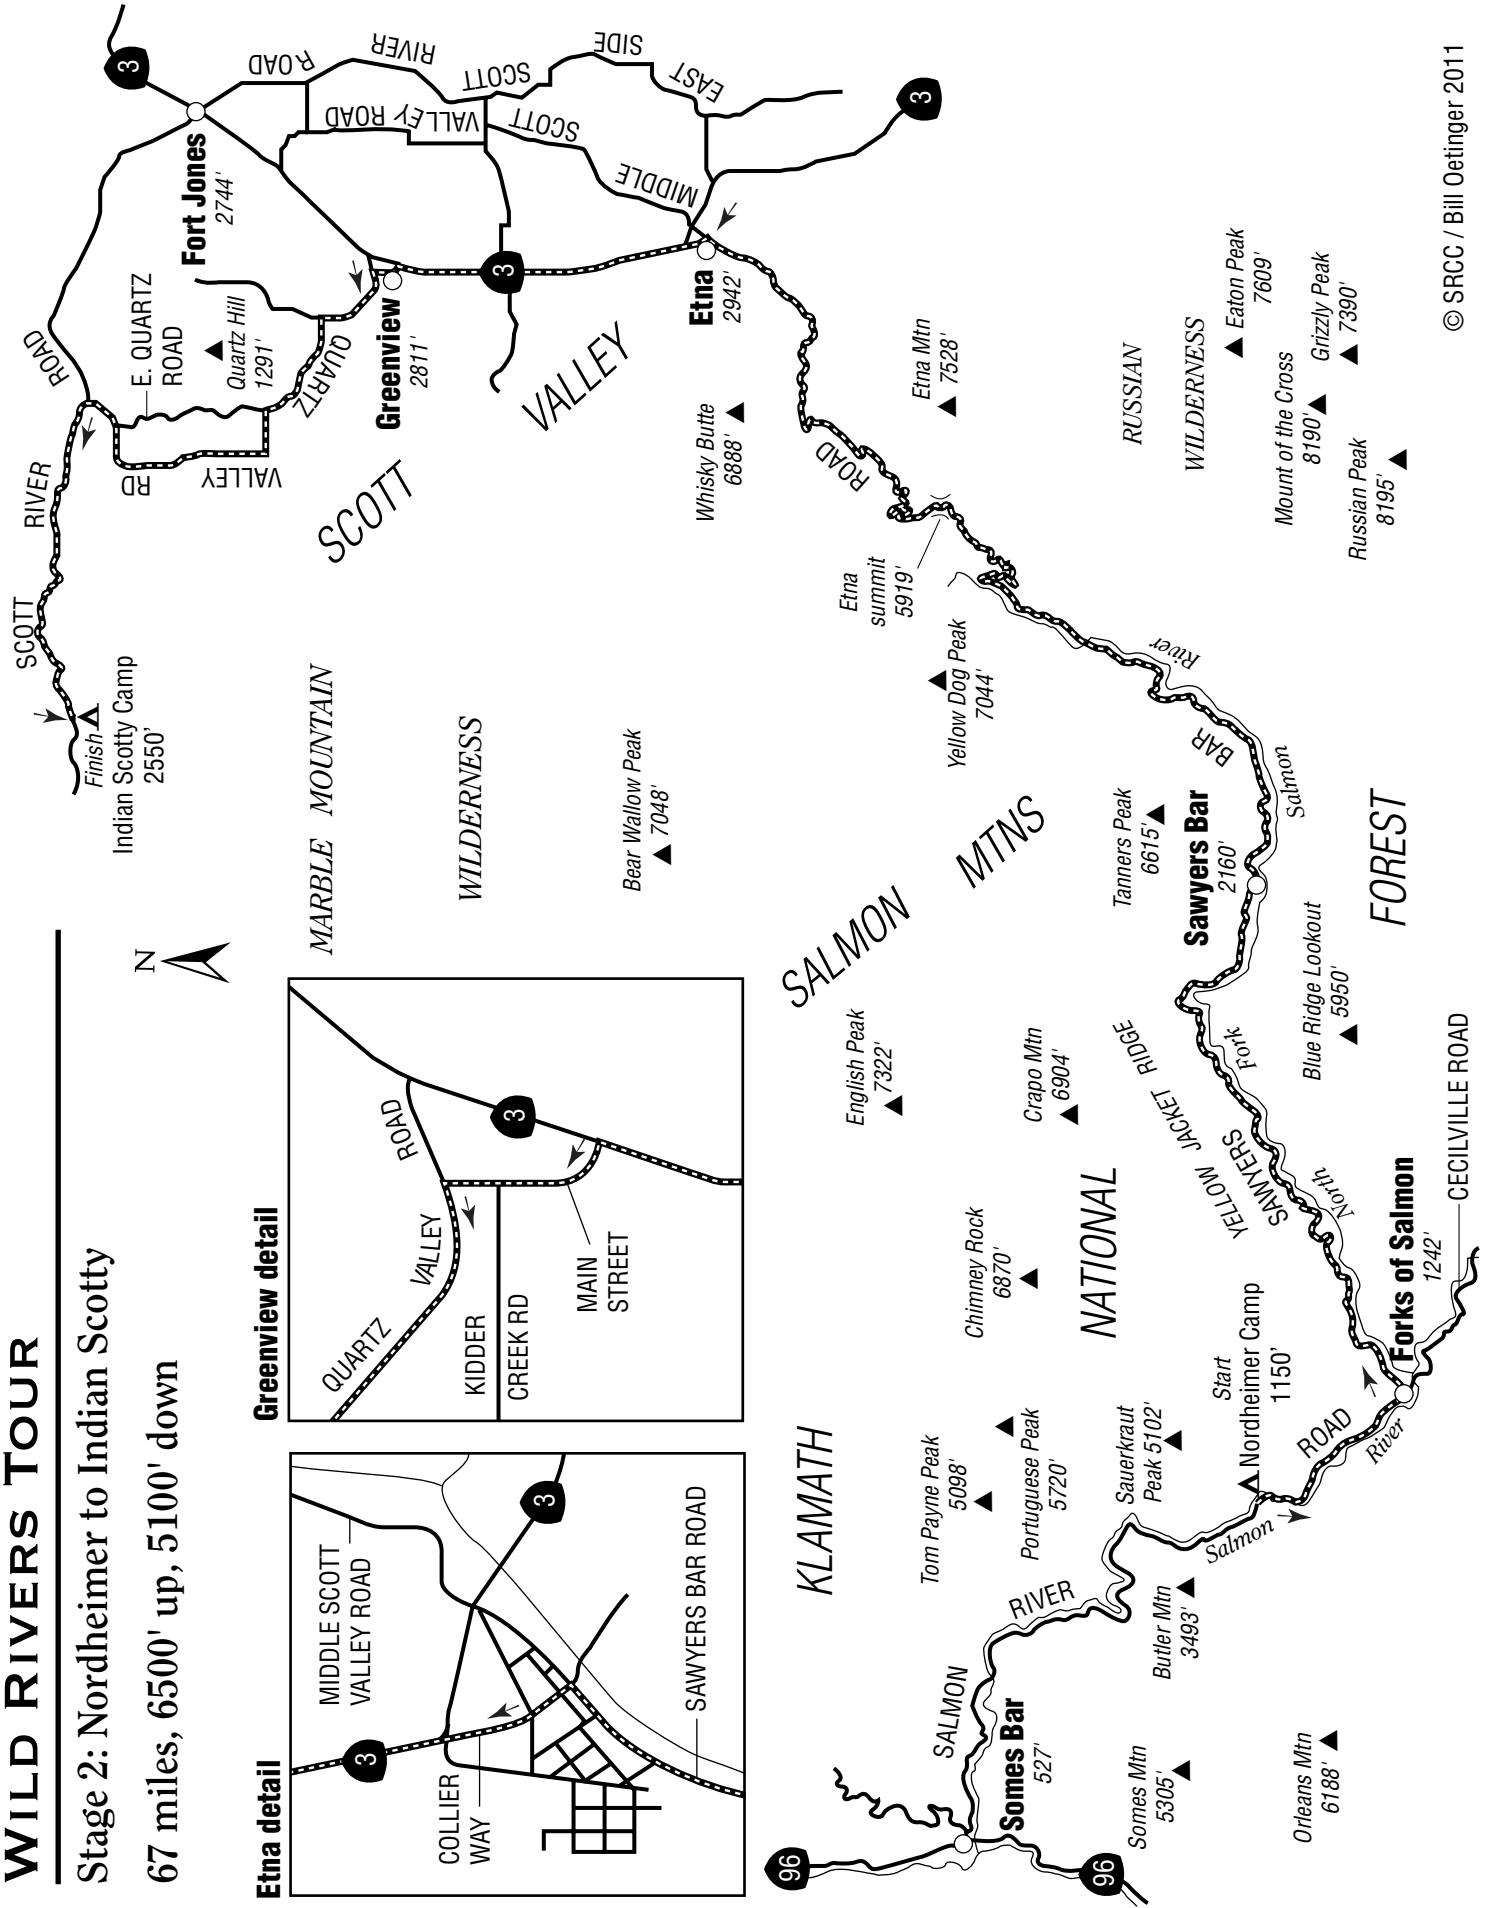 WILD RIVERS TOUR
Stage 2: Nordheimer to Indian Scotty
67 miles, 6500' up, 5100' down
N
Etna detail
MIDDLE SCOTT
VALLEY ROAD
3
3
COLLIER
WAY
SAWYERS BAR ROAD
Greenview detail
QUARTZ
VALLEY
ROAD
3
KIDDER
CREEK RD
MAIN
STREET
Finish
Indian Scotty Camp
2550'
SCOTT
RIVER
ROAD
E. QUARTZ
ROAD
Quartz Hill
1291'
QUARTZ
VALLEY
RD
Fort Jones
2744'
3
Greenview
2811'
3
SCOTT
RIVER
ROAD
VALLEY ROAD
EAST
SIDE
SCOTT
MIDDLE
3
Etna
2942'
SCOTT
VALLEY
MARBLE MOUNTAIN
WILDERNESS
Bear Wallow Peak
7048'
Whisky Butte
6888'
Etna Mtn
7528'
ROAD
Etna
summit
5919'
Yellow Dog Peak
7044'
RUSSIAN
WILDERNESS
Eaton Peak
7609'
Grizzly Peak
7390'
Mount of the Cross
8190'
Russian Peak
8195'
SALMON MTNS
Tanners Peak
6615'
Sawyers Bar
2160'
BAR
River
Salmon
Fork
North
SAWYERS
YELLOW JACKET RIDGE
Blue Ridge Lookout
5950'
English Peak
7322'
Crapo Mtn
6904'
Chimney Rock
6870'
KLAMATH
NATIONAL
FOREST
Tom Payne Peak
5098'
Portuguese Peak
5720'
Sauerkraut
Peak 5102'
Start
Nordheimer Camp
1150'
Forks of Salmon
1242'
CECILVILLE ROAD
SALMON
RIVER
ROAD
Salmon
River
Butler Mtn
3493'
Somes Bar
527'
96
96
Somes Mtn
5305'
Orleans Mtn
6188'
© SRCC / Bill Oetinger 2011